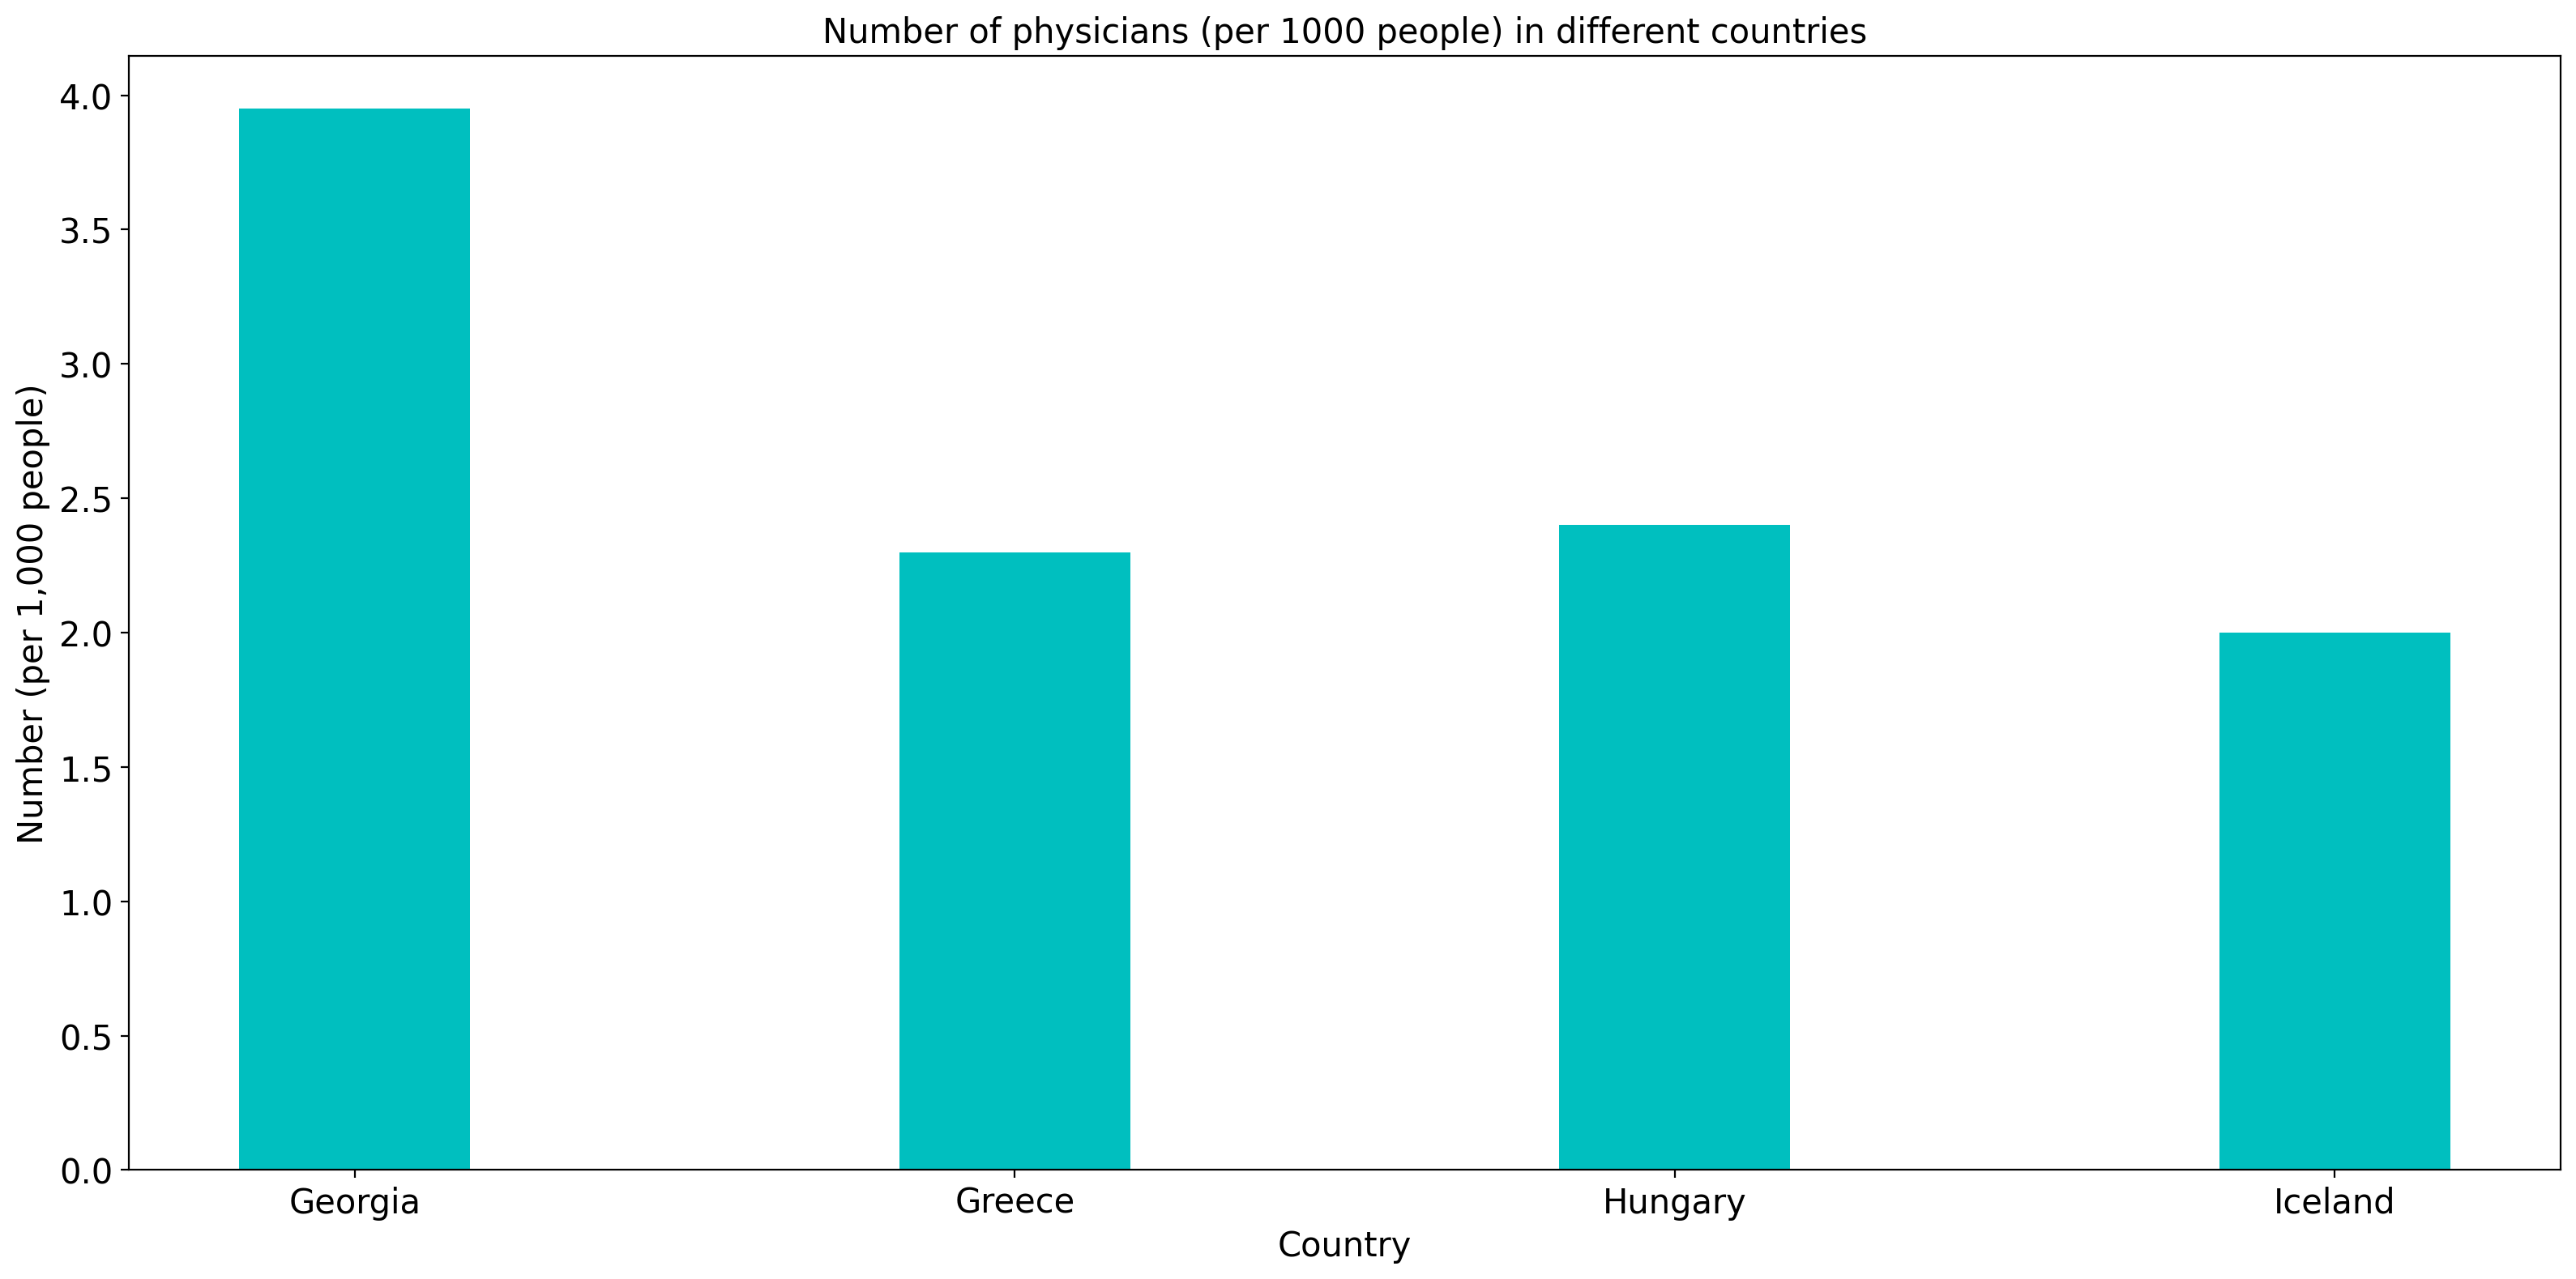 Number of physicians (per 1000 people) in different countries
Number (per 1,000 people)
4.0
3.5
3.0
2.5
2.0
1.5
1.0
0.5
0.0
Georgia Greece Hungary Iceland
Country